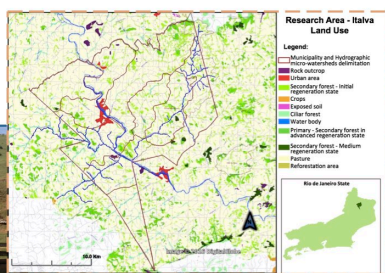 Research Area - Italva
Land Use
Legend:
Municipality and Hydrographic
micro-watersheds delimitation
Rock outcrop
Urban area
Secondary forest - Initial
regeneration state
Crops
Exposed soil
Ciliar forest
Water body
Primary - Secondary forest in
advanced regeneration state
Secondary forest - Medium
regeneration state
Pasture
Reforestation area
Rio de Janeiro State